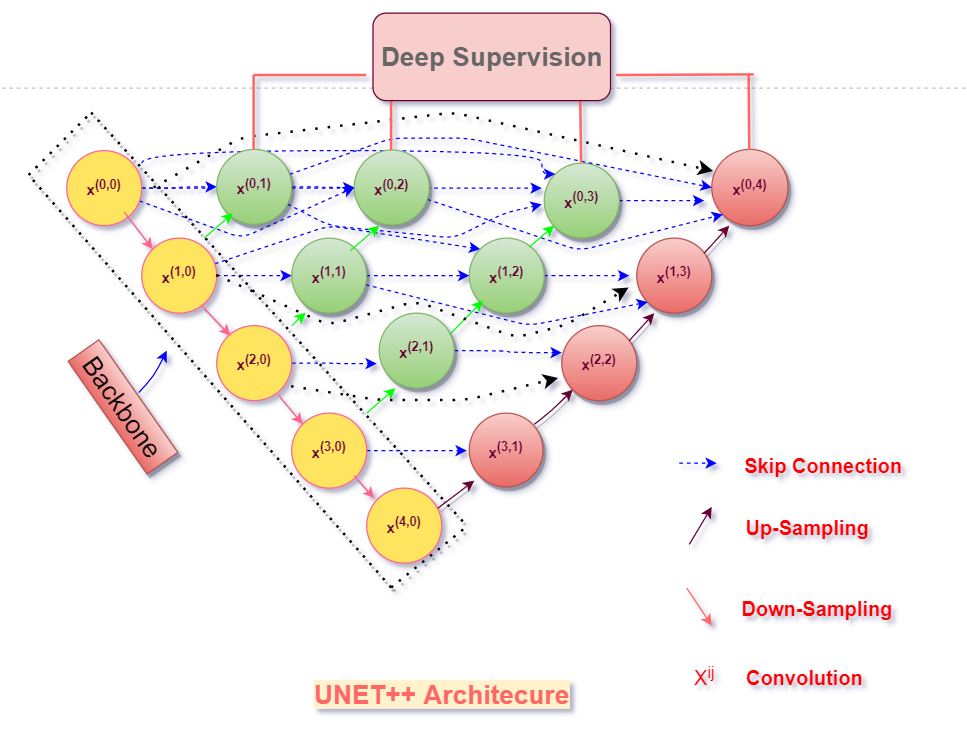 Deep Supervision
x(0,0)
x(0,1)
x(0,2)
x(0,3)
x(0,4)
x(1,0)
x(1,1)
x(1,2)
x(1,3)
x(2,0)
x(2,1)
x(2,2)
Backbone
x(3,0)
x(3,1)
x(4,0)
Skip Connection
Up-Sampling
Down-Sampling
Xij Convolution
UNET++ Architecure